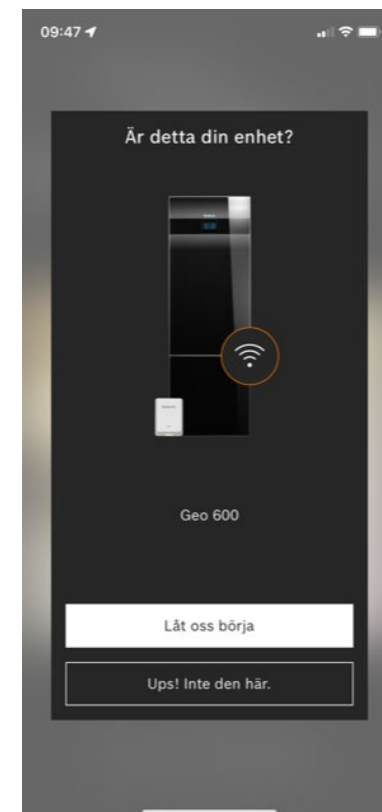 09:47
Är detta din enhet?
Geo 600
Låt oss börja
Ups! Inte den här.